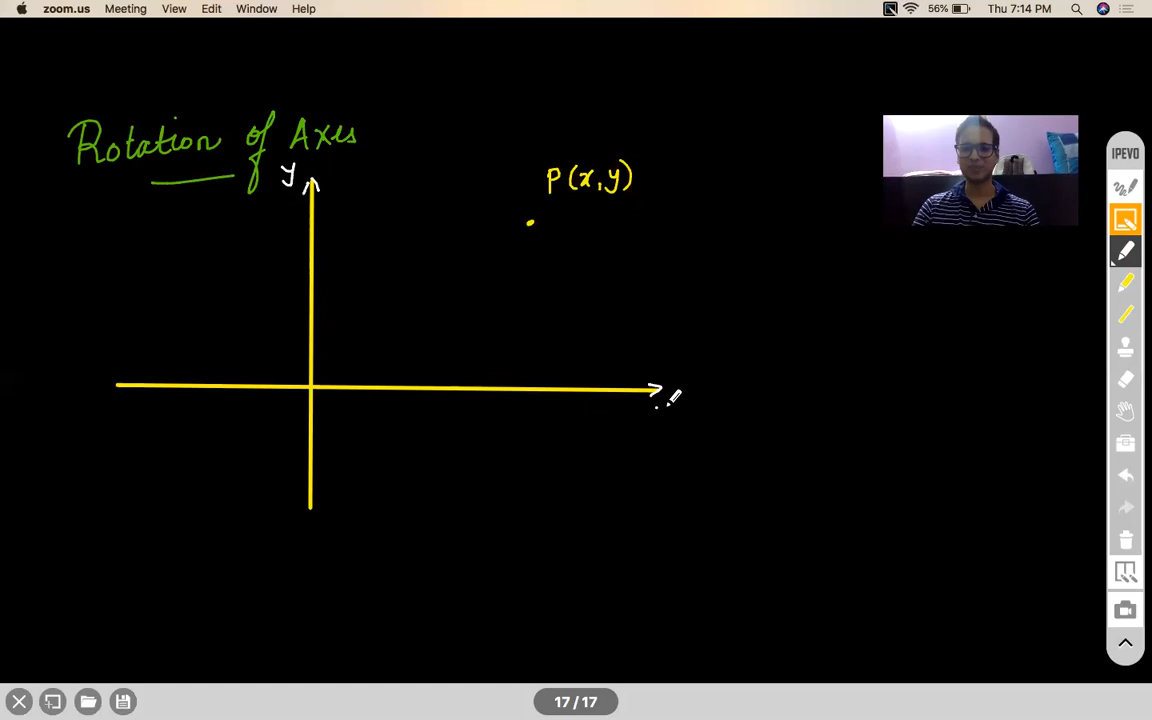 zoom.us Meeting View Edit Window Help 56% Thu 7:14 PM
Rotation of Axes
y
P(x,y)
IPEVO
17/17